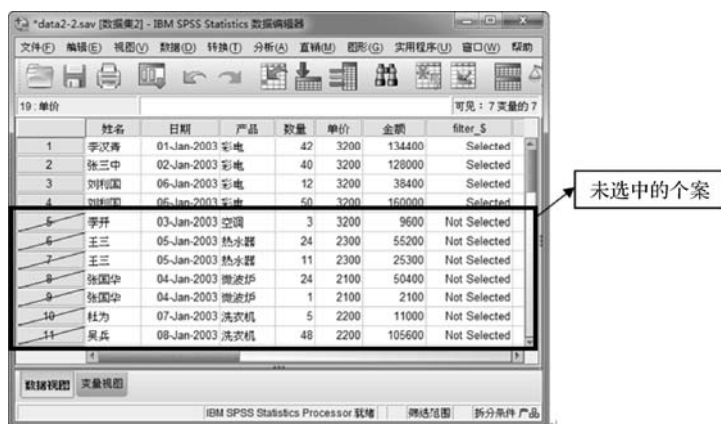 *data2-2.sav [数据集2] - IBM SPSS Statistics 数据编辑器
文件(F) 编辑(E) 视图(V) 数据(D) 转换(T) 分析(A) 直销(M) 图形(G) 实用程序(U) 窗口(W) 帮助
19 : 单价 可见： 7 变量的 7
姓名 日期 产品 数量 单价 金额 filter_$
1 李汉青 01-Jan-2003 彩电 42 3200 134400 Selected
2 张三中 02-Jan-2003 彩电 40 3200 128000 Selected
3 刘利国 06-Jan-2003 彩电 12 3200 38400 Selected
4 刘利国 06-Jan-2003 彩电 50 3200 160000 Selected
5 李开 03-Jan-2003 空调 3 3200 9600 Not Selected
6 王三 05-Jan-2003 热水器 24 2300 55200 Not Selected
7 王三 05-Jan-2003 热水器 11 2300 25300 Not Selected
8 张国华 04-Jan-2003 微波炉 24 2100 50400 Not Selected
9 张国华 04-Jan-2003 微波炉 1 2100 2100 Not Selected
10 杜为 07-Jan-2003 洗衣机 5 2200 11000 Not Selected
11 吴兵 08-Jan-2003 洗衣机 48 2200 105600 Not Selected
未选中的个案
数据视图 变量视图
IBM SPSS Statistics Processor 就绪 筛选范围 拆分条件 产品